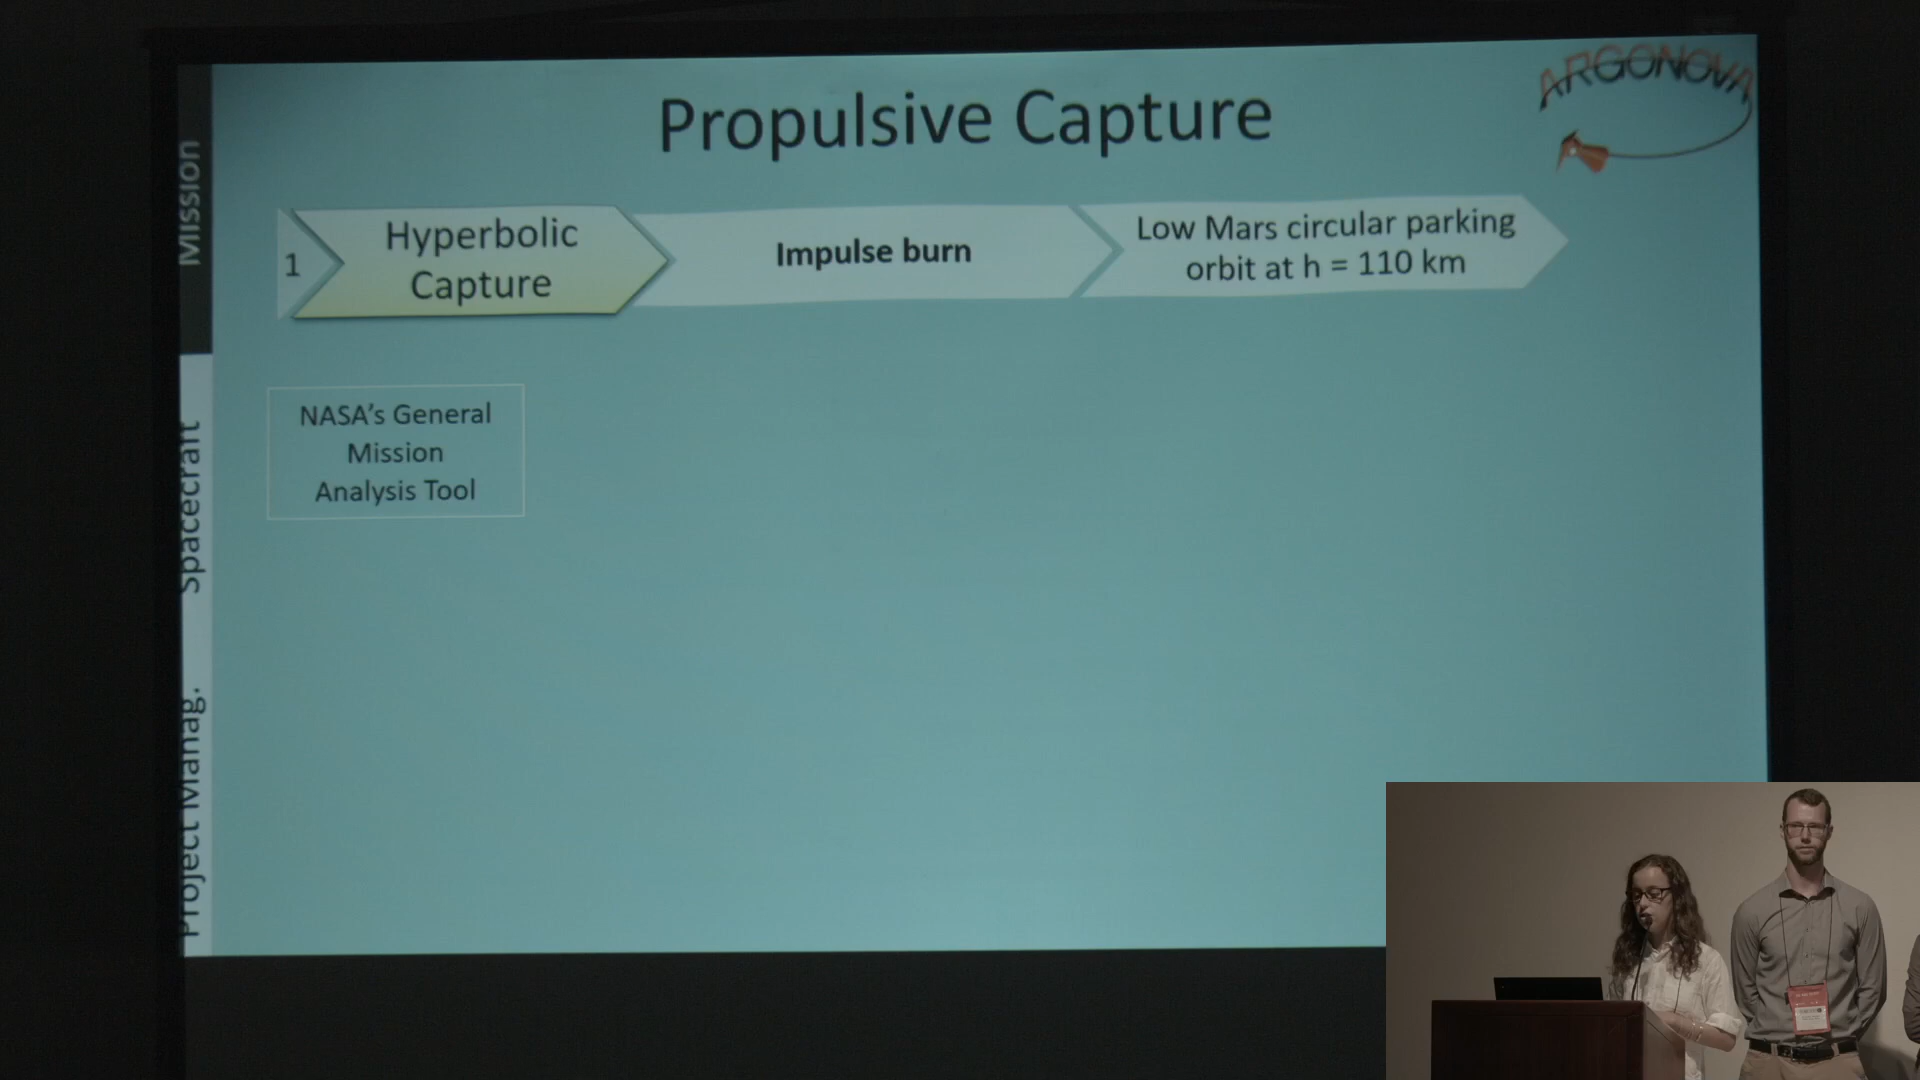 ARGONOVA
Propulsive Capture
Mission
1
Hyperbolic
Capture
Impulse burn
Low Mars circular parking
orbit at h = 110 km
Spacecraft
NASA's General
Mission
Analysis Tool
Project Manag.